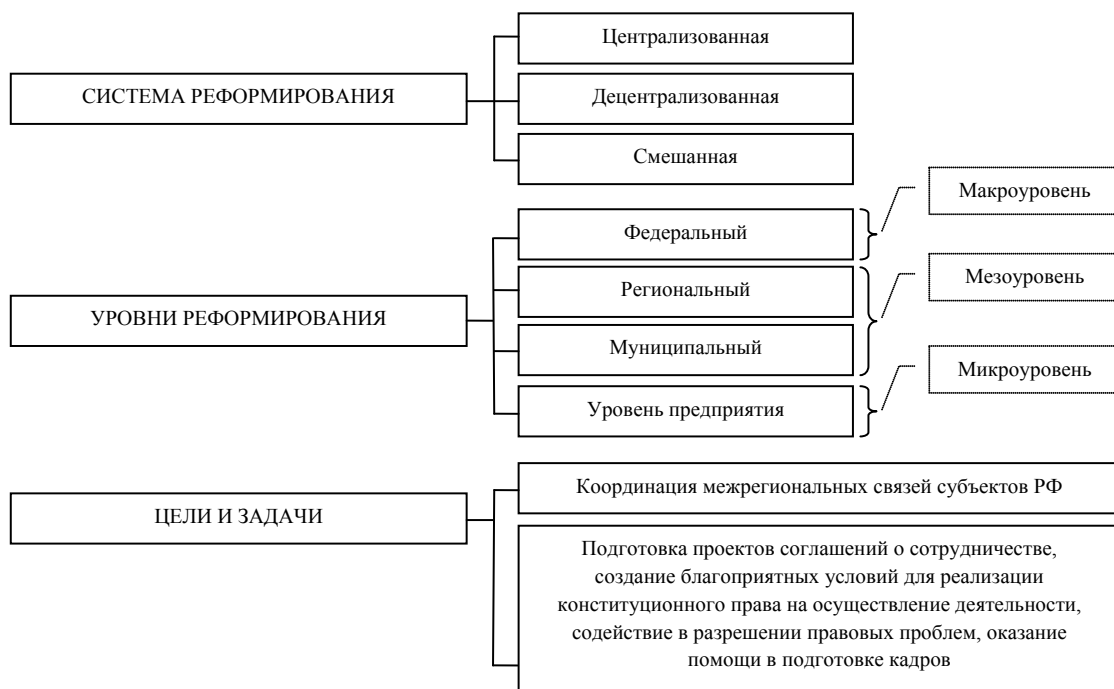 Централизованная
СИСТЕМА РЕФОРМИРОВАНИЯ
Децентрализованная
Смешанная
Макроуровень
Федеральный
Региональный
Мезоуровень
УРОВНИ РЕФОРМИРОВАНИЯ
Муниципальный
Микроуровень
Уровень предприятия
Координация межрегиональных связей субъектов РФ
ЦЕЛИ И ЗАДАЧИ
Подготовка проектов соглашений о сотрудничестве,
создание благоприятных условий для реализации
конституционного права на осуществление деятельности,
содействие в разрешении правовых проблем, оказание
помощи в подготовке кадров